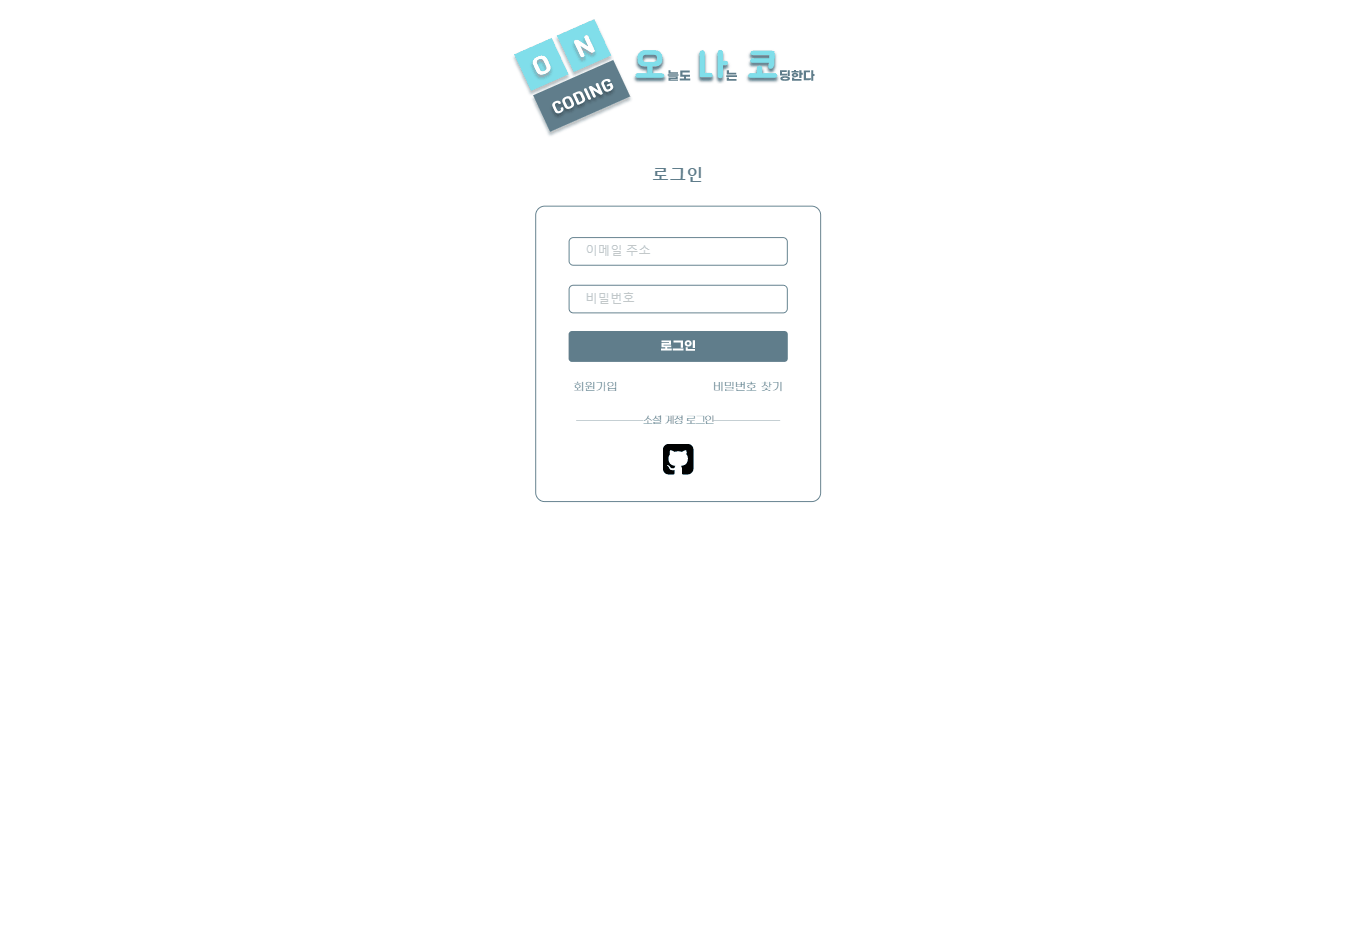 ON
CODING
오늘도 나는 코딩한다
로그인
이메일 주소
비밀번호
로그인
회원가입 비밀번호 찾기
소셜 계정 로그인